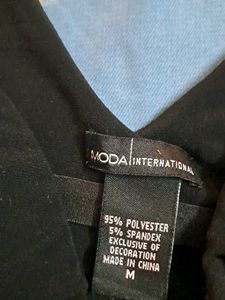 MODA INTERNATIONAL
95% POLYESTER
5% SPANDEX
EXCLUSIVE OF
DECORATION
MADE IN CHINA
M